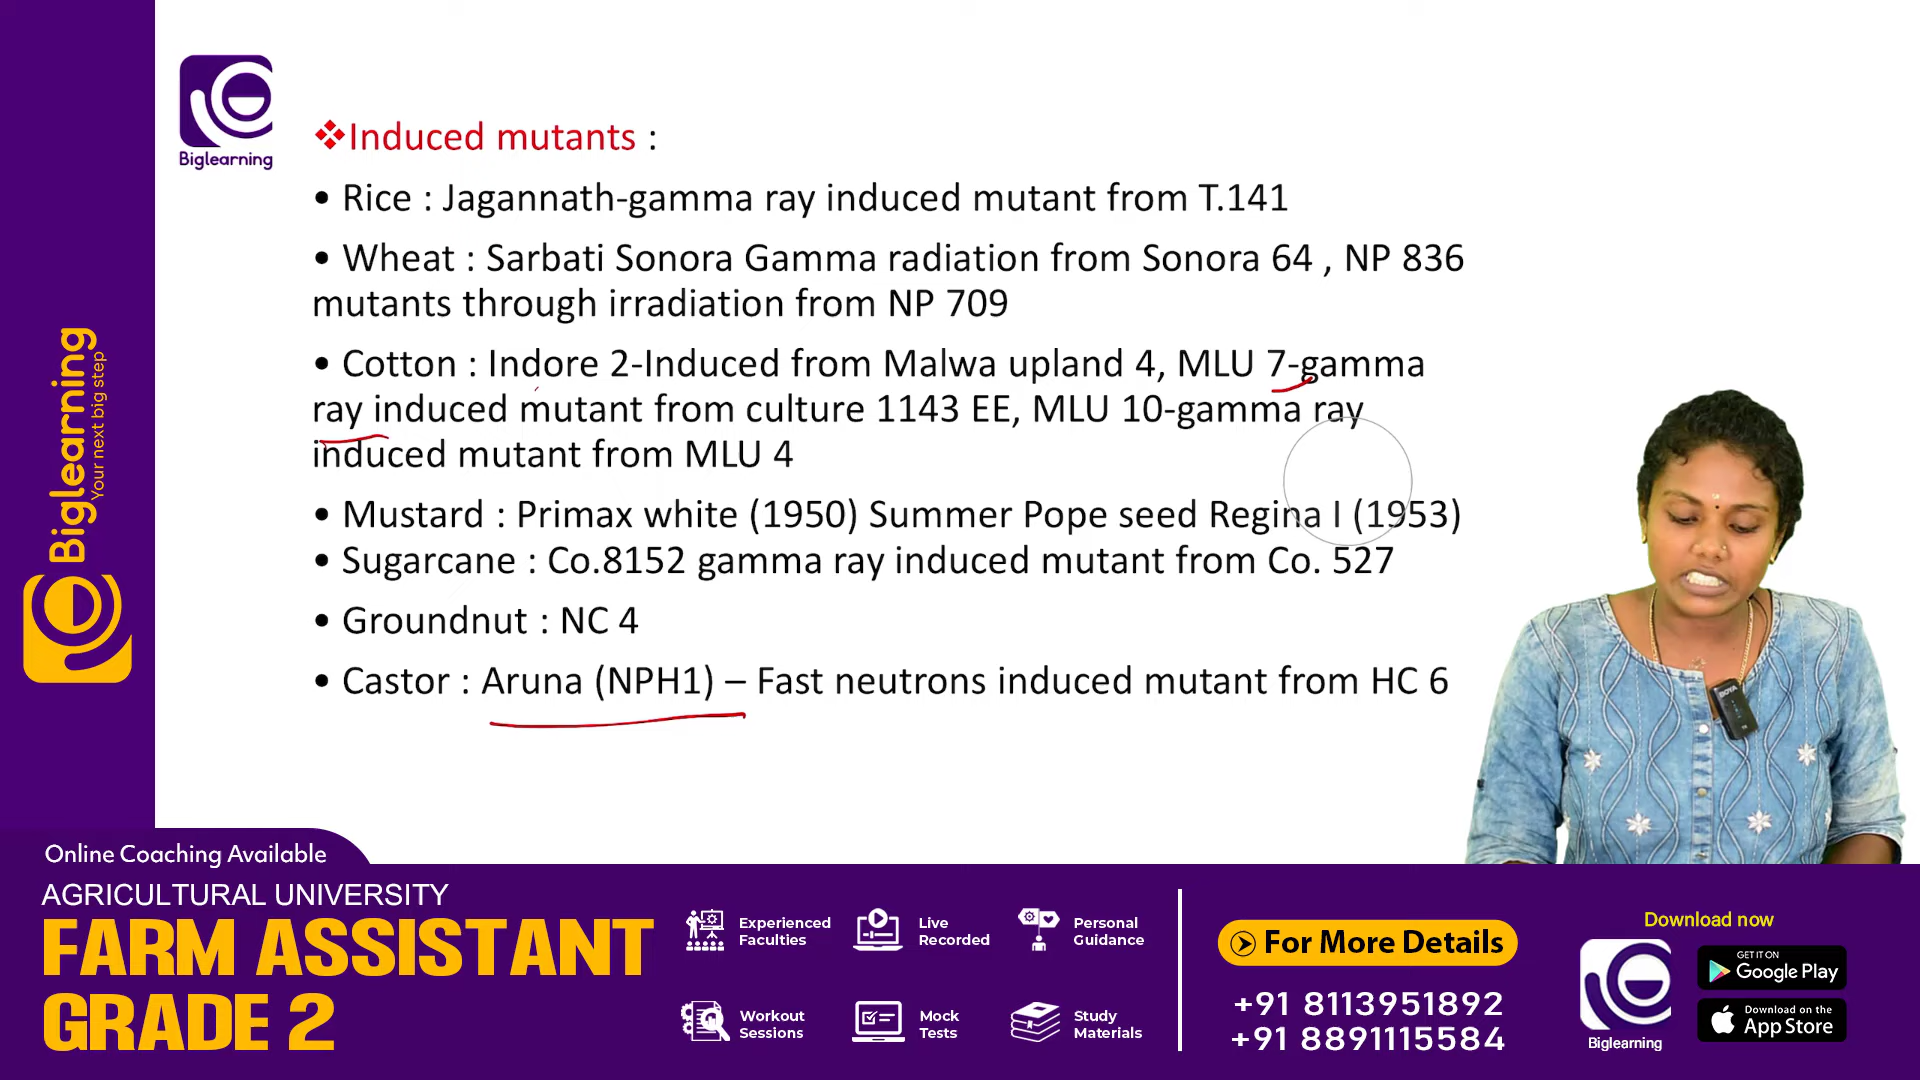 Biglearning
❖Induced mutants :
• Rice : Jagannath-gamma ray induced mutant from T.141
• Wheat : Sarbati Sonora Gamma radiation from Sonora 64 , NP 836
mutants through irradiation from NP 709
• Cotton : Indore 2-Induced from Malwa upland 4, MLU 7-gamma
ray induced mutant from culture 1143 EE, MLU 10-gamma ray
induced mutant from MLU 4
• Mustard : Primax white (1950) Summer Pope seed Regina I (1953)
• Sugarcane : Co.8152 gamma ray induced mutant from Co. 527
• Groundnut : NC 4
• Castor : Aruna (NPH1) – Fast neutrons induced mutant from HC 6
Biglearning
Your next big step
BOYA
Online Coaching Available
AGRICULTURAL UNIVERSITY
FARM ASSISTANT
GRADE 2
Experienced
Faculties
Live
Recorded
Personal
Guidance
Workout
Sessions
Mock
Tests
Study
Materials
For More Details
+91 8113951892
+91 8891115584
Download now
Biglearning
GET IT ON
Google Play
Download on the
App Store